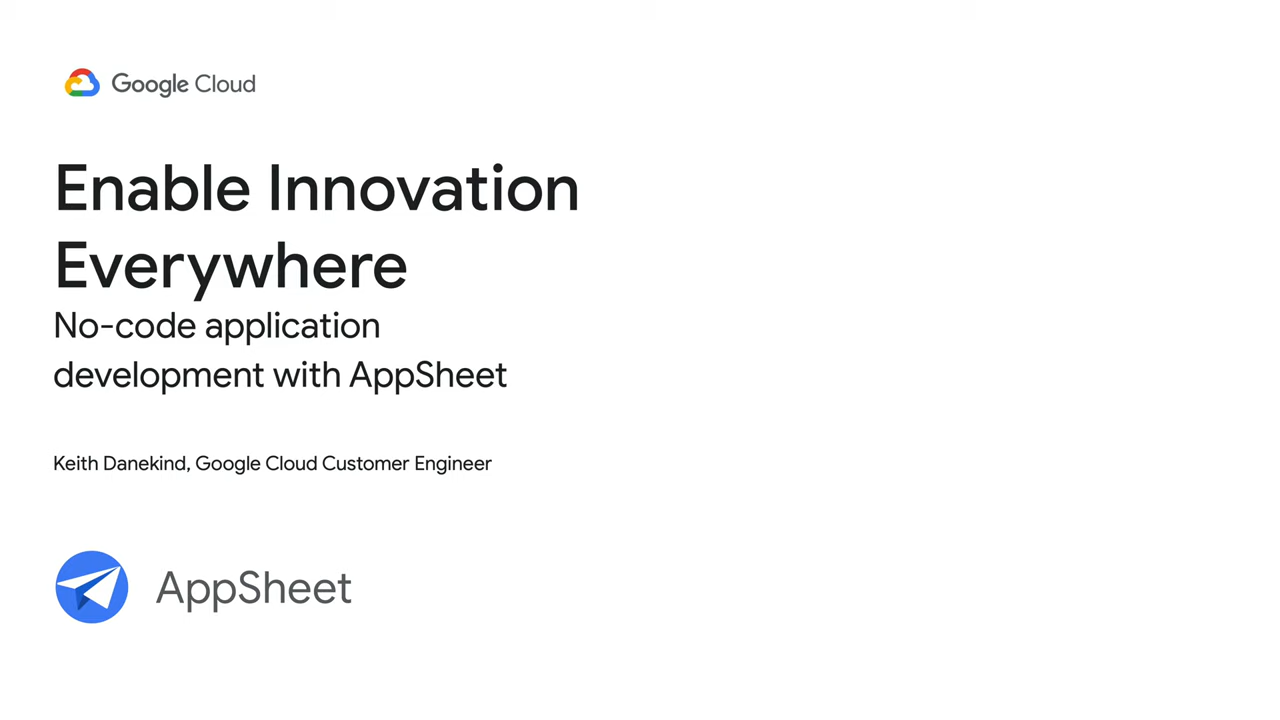 Google Cloud
Enable Innovation
Everywhere
No-code application
development with AppSheet
Keith Danekind, Google Cloud Customer Engineer
AppSheet